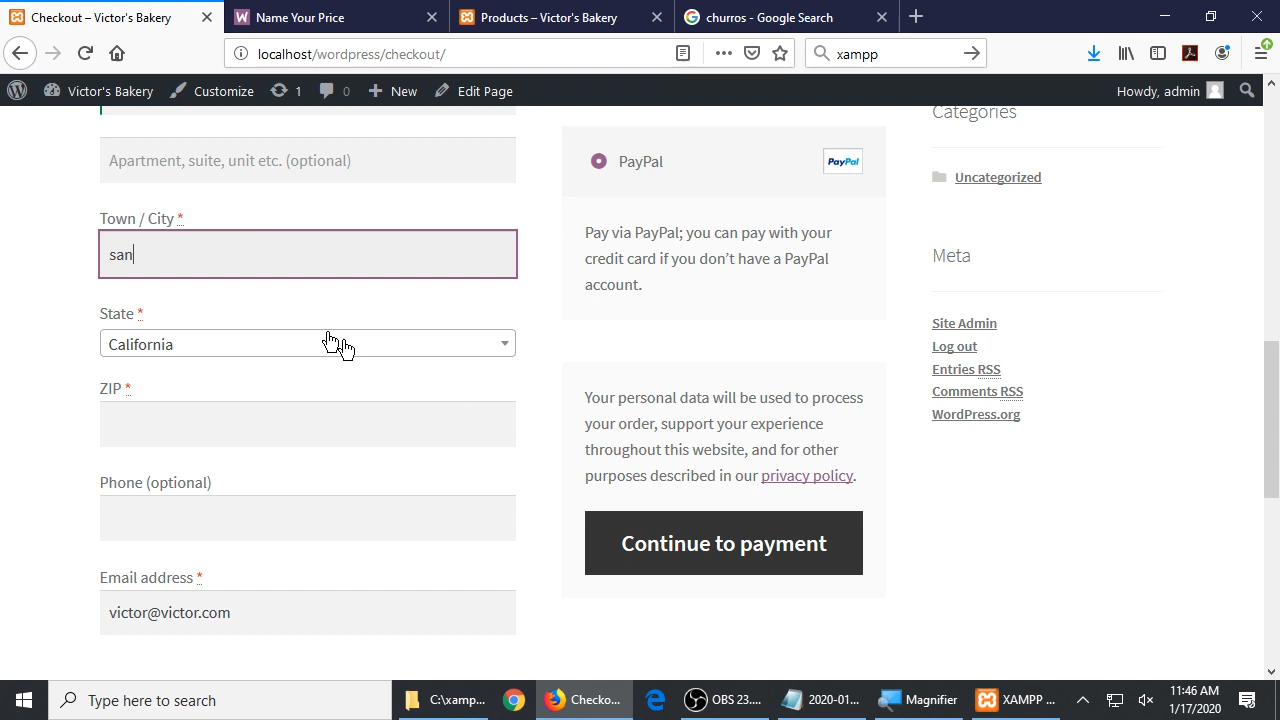 Checkout – Victor's Bakery
Name Your Price
Products – Victor's Bakery
churros - Google Search
localhost/wordpress/checkout/
xampp
Victor's Bakery
Customize
1
0
New
Edit Page
Howdy, admin
Categories
Apartment, suite, unit etc. (optional)
PayPal
PayPal
Uncategorized
Town / City *
san
Pay via PayPal; you can pay with your
credit card if you don't have a PayPal
account.
Meta
State *
California
Site Admin
Log out
Entries RSS
Comments RSS
WordPress.org
ZIP *
Your personal data will be used to process
your order, support your experience
throughout this website, and for other
purposes described in our privacy policy.
Phone (optional)
Continue to payment
Email address *
victor@victor.com
Type here to search
C:\xamp...
Checko...
OBS 23....
2020-01...
Magnifier
XAMPP ...
11:46 AM
1/17/2020